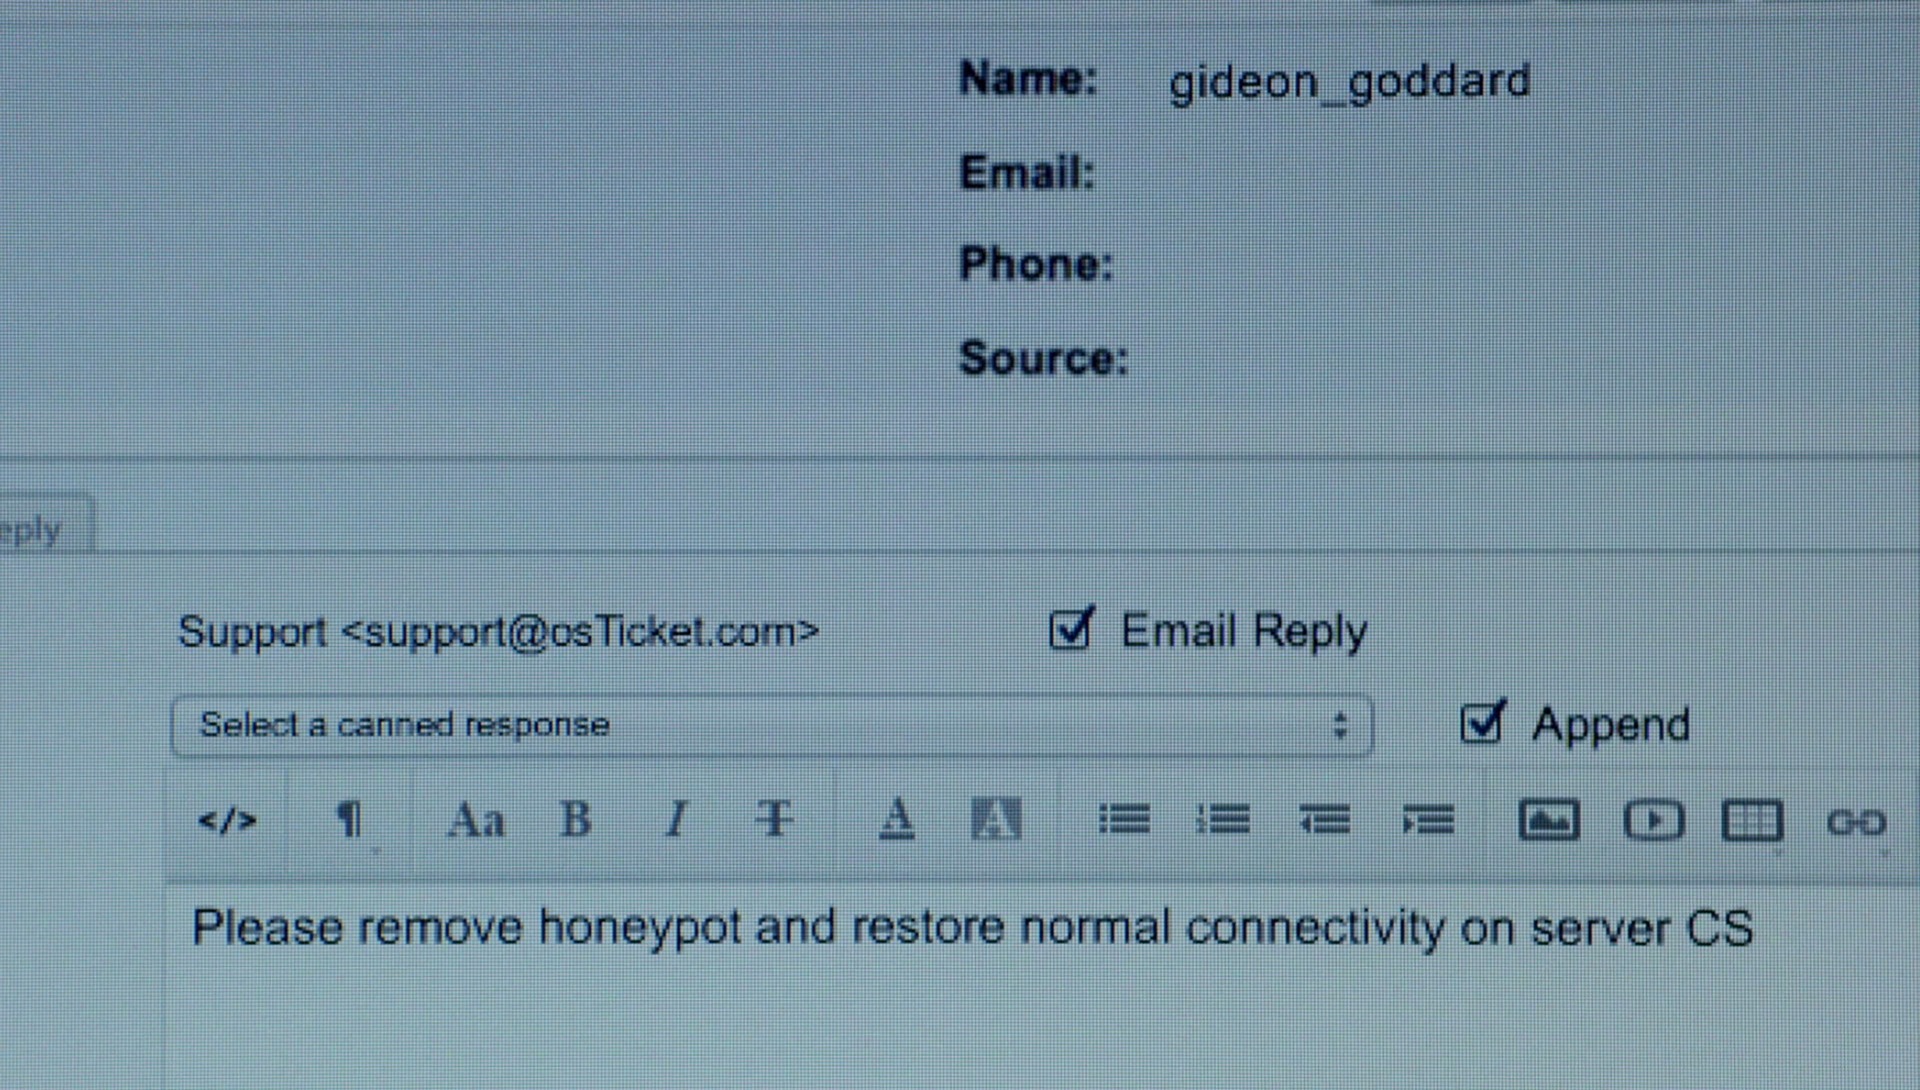 Name: gideon_goddard
Email:
Phone:
Source:
eply
Support <support@osTicket.com> Email Reply
Select a canned response Append
</> ¶ Aa B I T A A
Please remove honeypot and restore normal connectivity on server CS